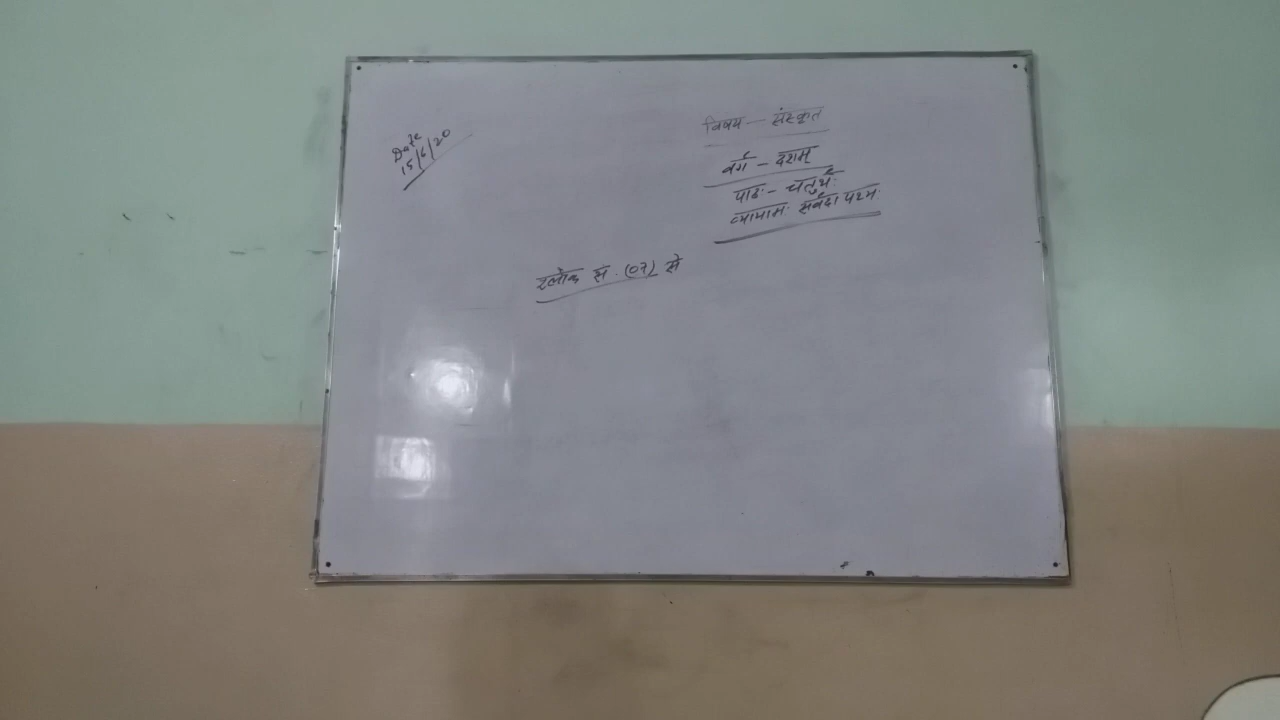 Date
15/6/20
विषय - संस्कृत
वर्ग - दशम्
पाठः - चतुर्थः
व्यायामः सर्वदा पथ्यः
श्लोक सं. (07) से